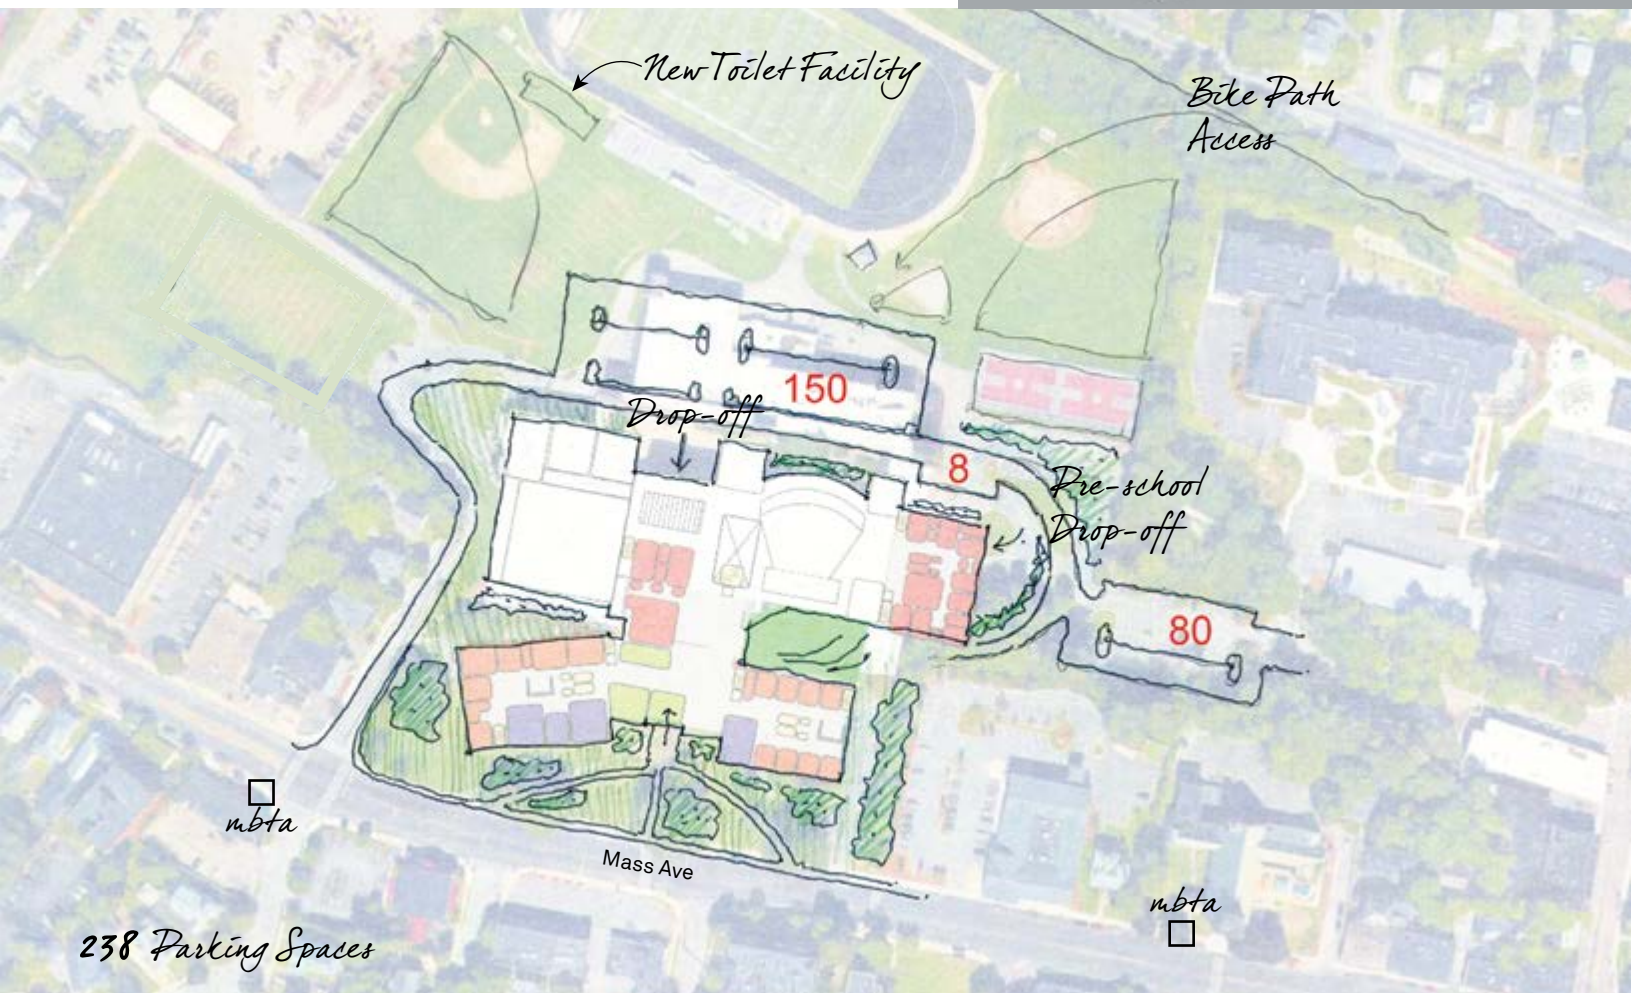 New Toilet Facility
Bike Path
Access
150
Drop-off
8
Pre-school
Drop-off
80
mbta
Mass Ave
mbta
238 Parking Spaces